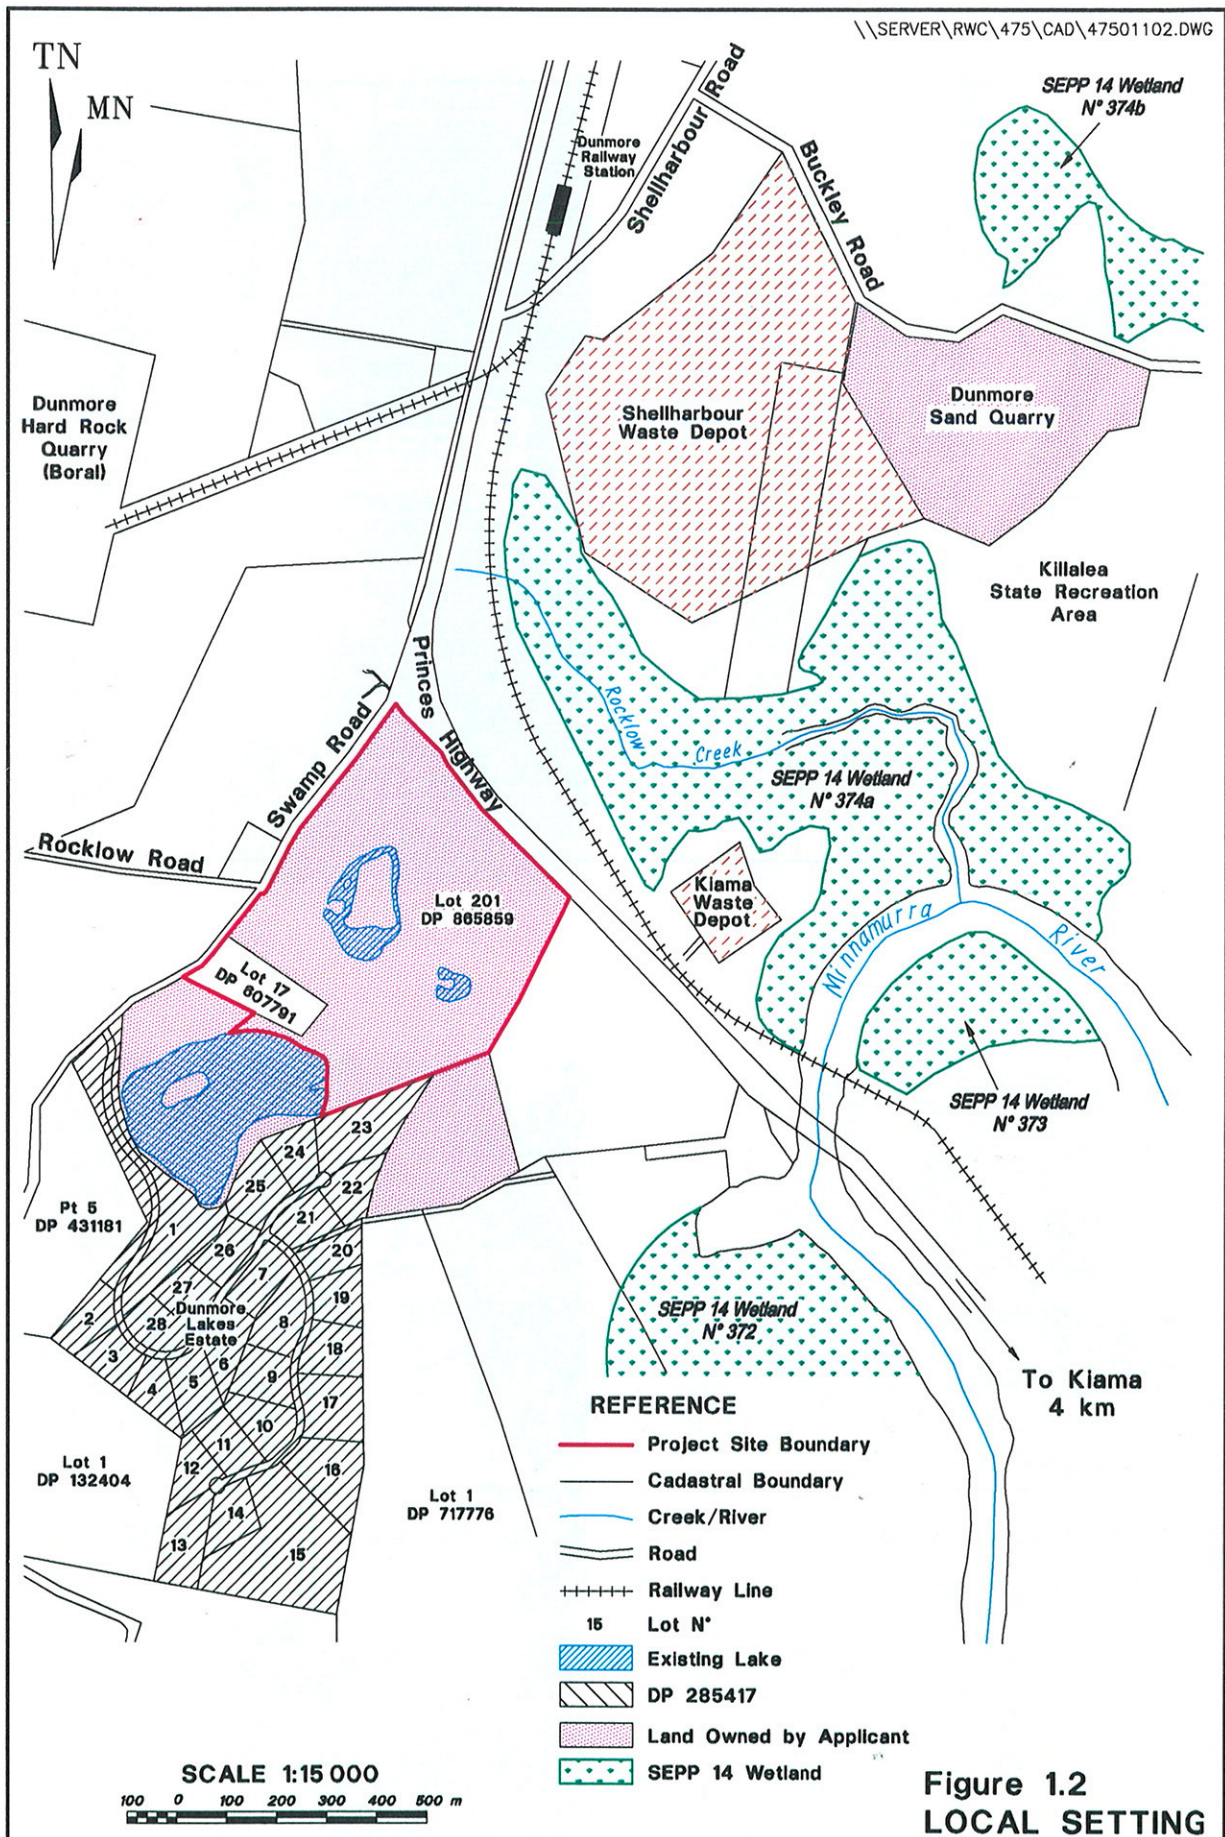 \\SERVER\RWC\475\CAD\47501102.DWG
TN
MN
SEPP 14 Wetland
N° 374b
Dunmore
Railway
Station
Shellharbour Road
Buckley Road
Dunmore
Hard Rock
Quarry
(Boral)
Shellharbour
Waste Depot
Dunmore
Sand Quarry
Killalea
State Recreation
Area
Princes Highway
Swamp Road
Rocklow Road
Rocklow Creek
SEPP 14 Wetland
N° 374a
Kiama
Waste
Depot
Lot 201
DP 865859
Lot 17
DP 607791
Minnamurra River
SEPP 14 Wetland
N° 373
Pt 5
DP 431181
23
24
25
22
21
1
26
20
7
27
19
Dunmore
Lakes
Estate
2
28
8
18
3
6
9
4
5
17
10
11
12
16
14
13
15
SEPP 14 Wetland
N° 372
To Kiama
4 km
Lot 1
DP 132404
Lot 1
DP 717776
REFERENCE
Project Site Boundary
Cadastral Boundary
Creek/River
Road
Railway Line
15 Lot N°
Existing Lake
DP 285417
Land Owned by Applicant
SEPP 14 Wetland
SCALE 1:15 000
100 0 100 200 300 400 500 m
Figure 1.2
LOCAL SETTING